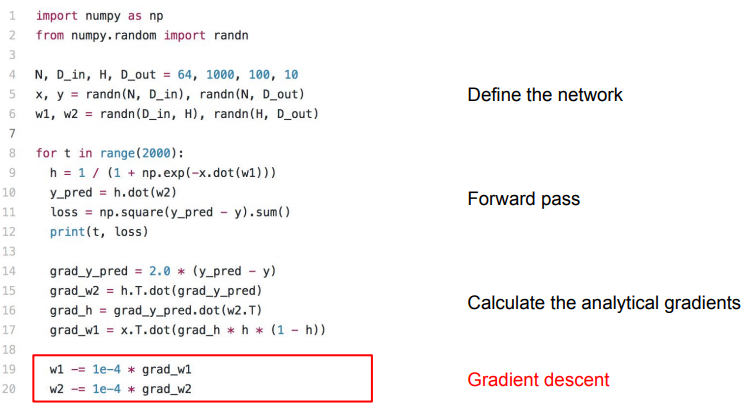 1 import numpy as np
2 from numpy.random import randn
3
4 N, D_in, H, D_out = 64, 1000, 100, 10
5 x, y = randn(N, D_in), randn(N, D_out)
Define the network
6 w1, w2 = randn(D_in, H), randn(H, D_out)
7
8 for t in range(2000):
9   h = 1 / (1 + np.exp(-x.dot(w1)))
10   y_pred = h.dot(w2)
Forward pass
11   loss = np.square(y_pred - y).sum()
12   print(t, loss)
13
14   grad_y_pred = 2.0 * (y_pred - y)
15   grad_w2 = h.T.dot(grad_y_pred)
Calculate the analytical gradients
16   grad_h = grad_y_pred.dot(w2.T)
17   grad_w1 = x.T.dot(grad_h * h * (1 - h))
18
19   w1 -= 1e-4 * grad_w1
Gradient descent
20   w2 -= 1e-4 * grad_w2